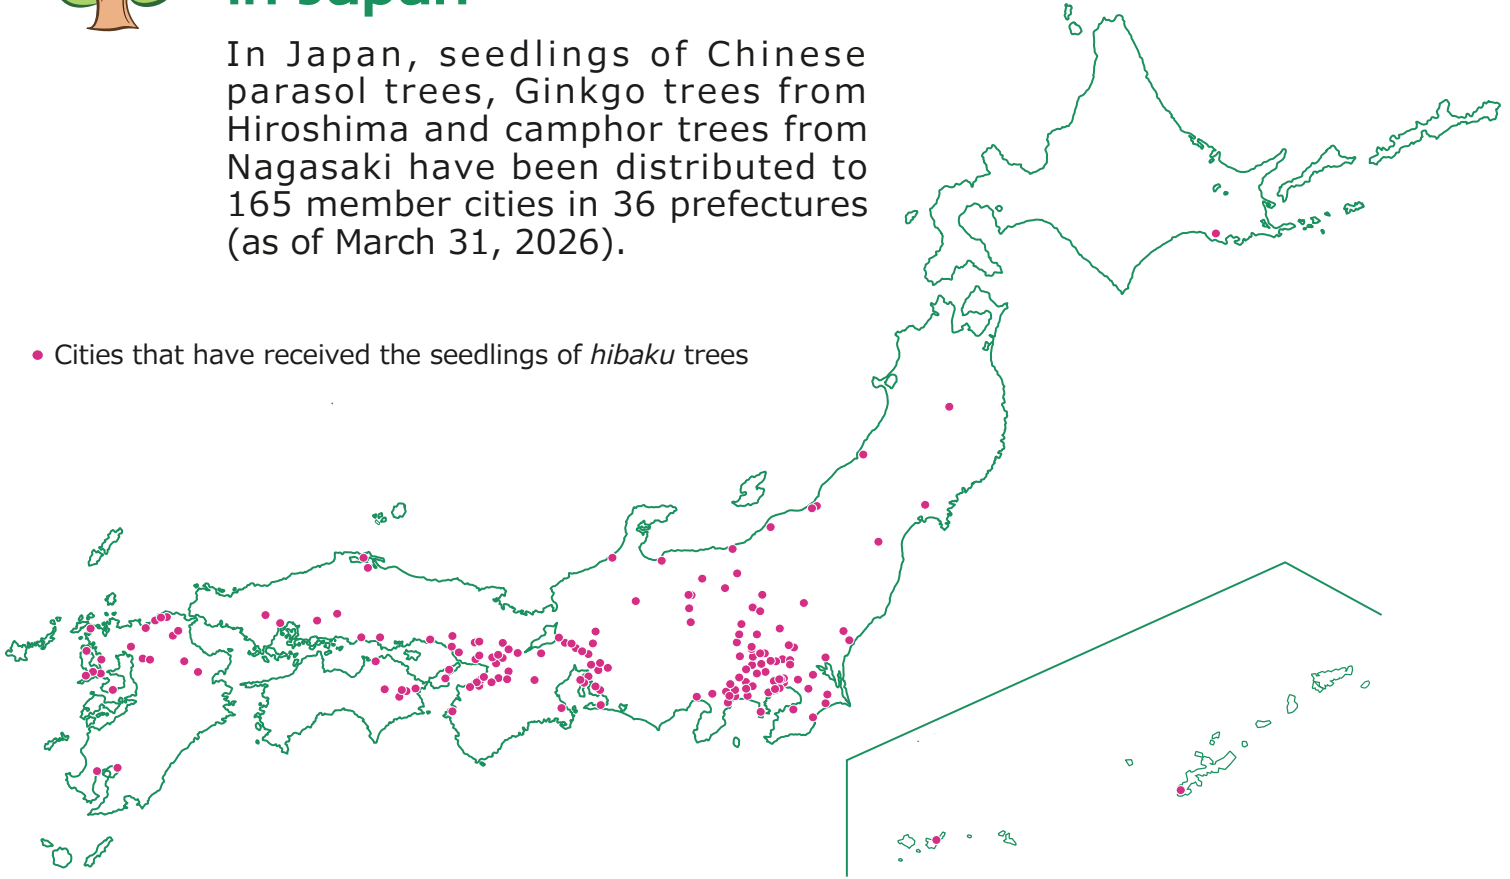 in Japan
In Japan, seedlings of Chinese
parasol trees, Ginkgo trees from
Hiroshima and camphor trees from
Nagasaki have been distributed to
165 member cities in 36 prefectures
(as of March 31, 2026).
Cities that have received the seedlings of hibaku trees